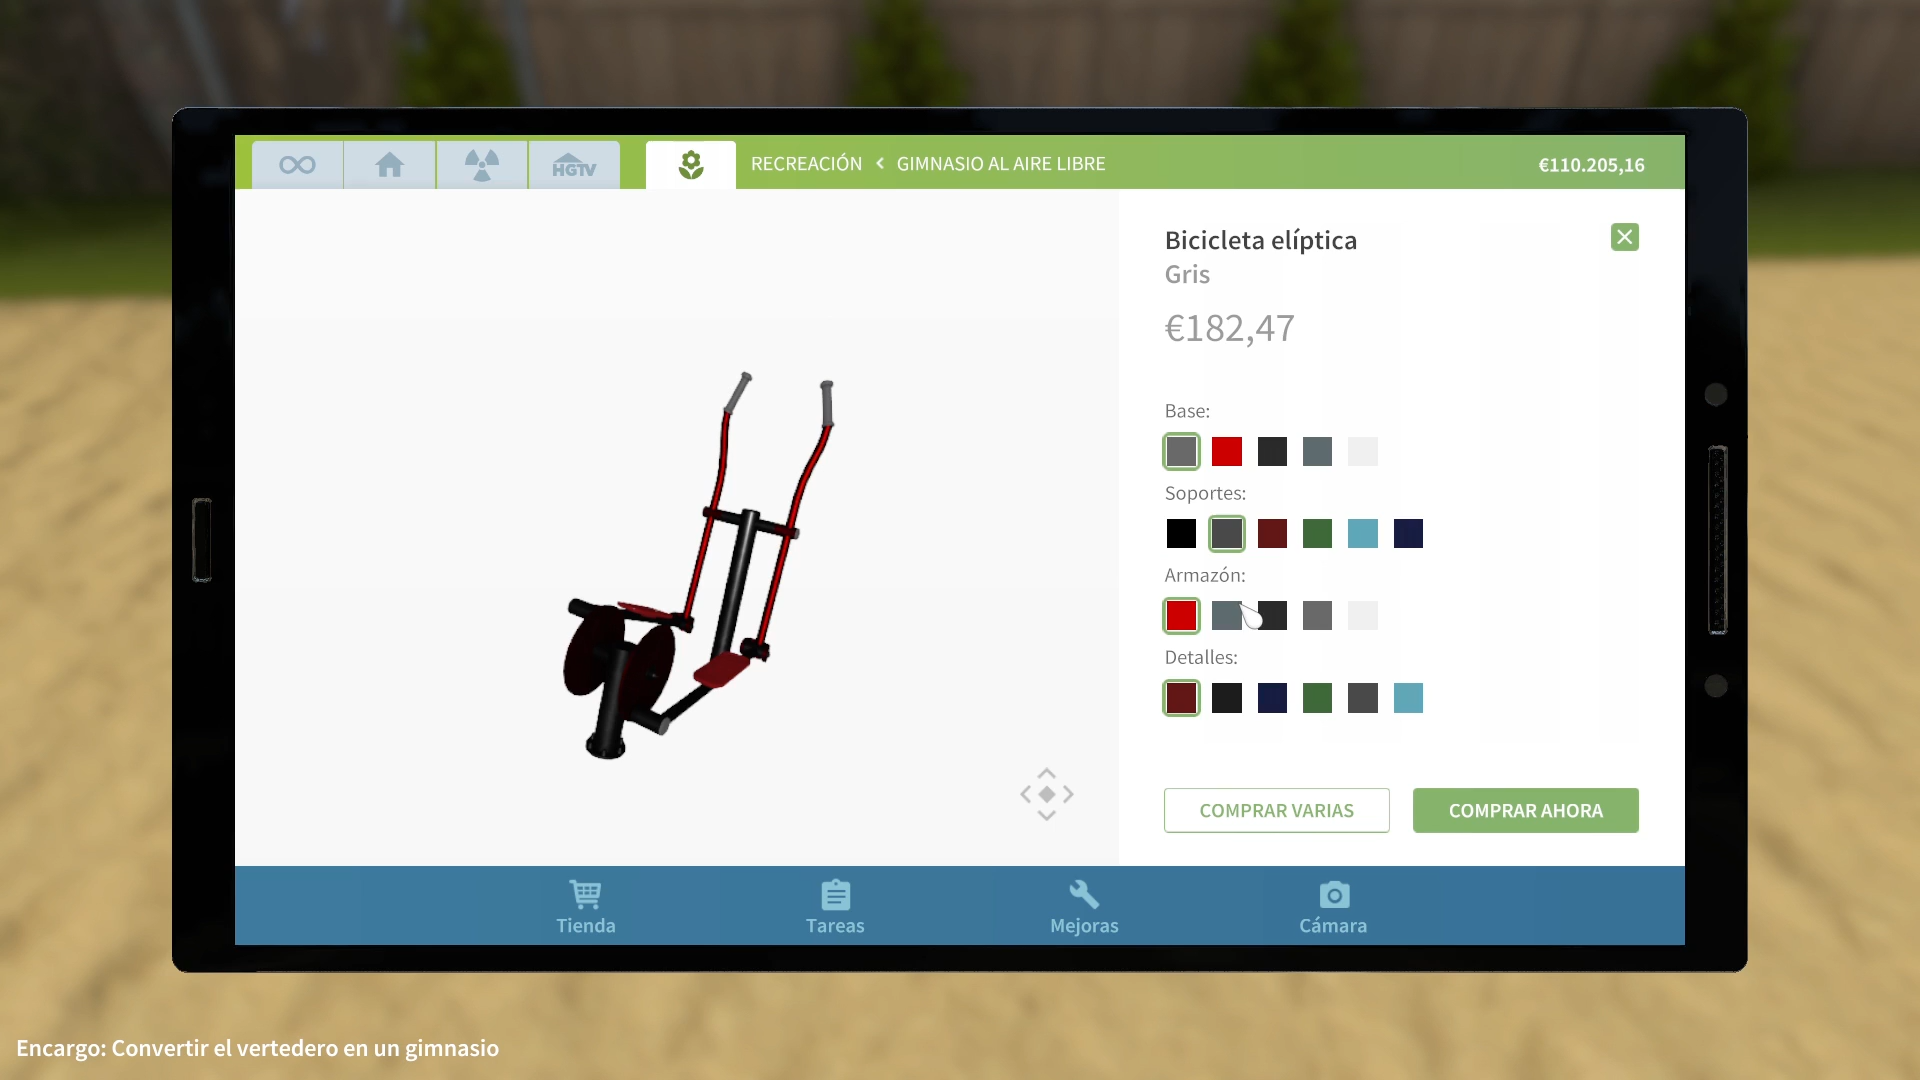 HGTV
RECREACIÓN < GIMNASIO AL AIRE LIBRE
€110.205,16
Bicicleta elíptica
Gris
€182,47
Base:
Soportes:
Armazón:
Detalles:
COMPRAR VARIAS
COMPRAR AHORA
Tienda
Tareas
Mejoras
Cámara
Encargo: Convertir el vertedero en un gimnasio